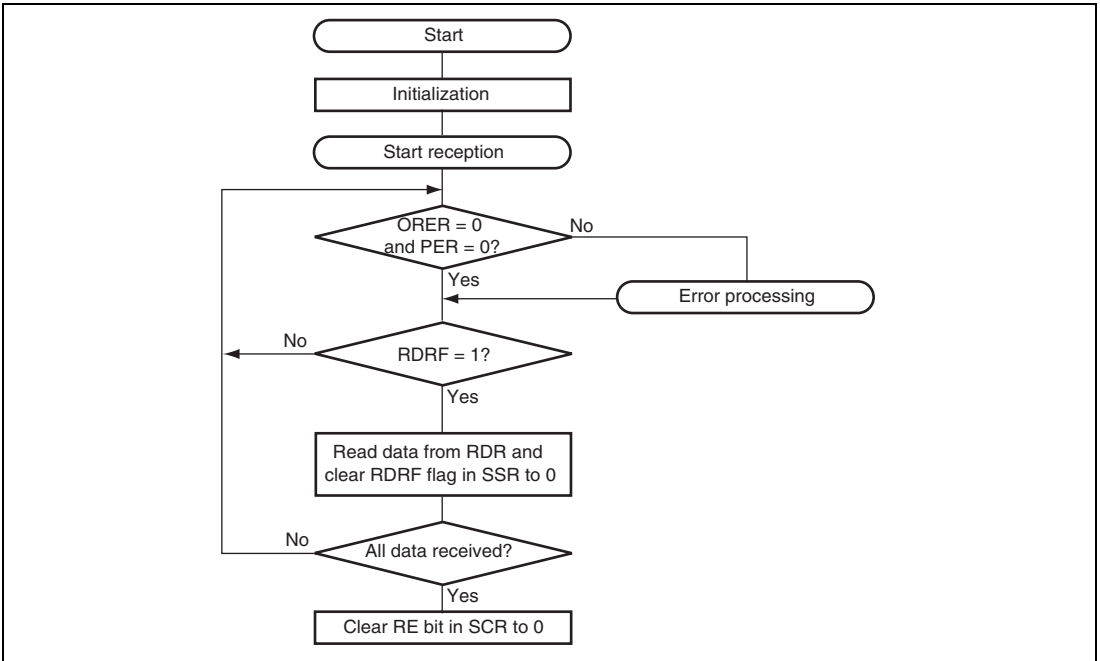 Start
Initialization
Start reception
ORER = 0
and PER = 0?
No
Yes
Error processing
No
RDRF = 1?
Yes
Read data from RDR and
clear RDRF flag in SSR to 0
No
All data received?
Yes
Clear RE bit in SCR to 0